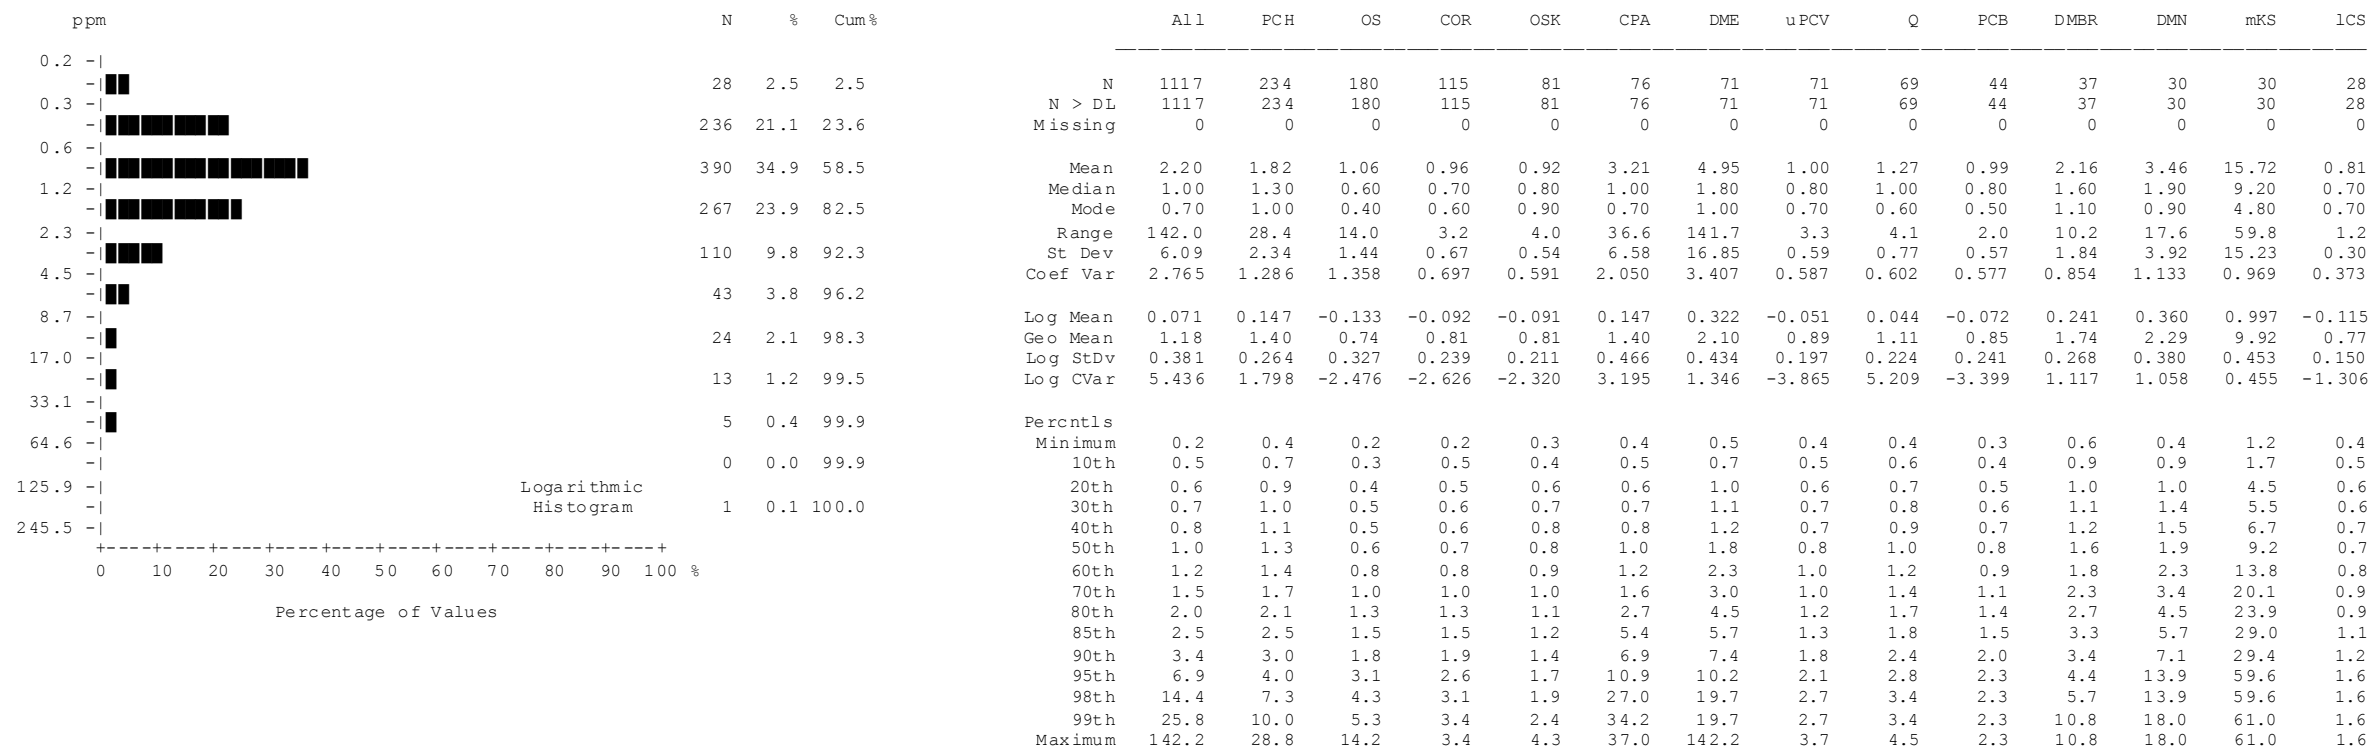 ppm N % Cum% All PCH OS COR OSK CPA DME uPCV Q PCB DMBR DMN mKS lCS
0.2 -|
-| 28 2.5 2.5 N 1117 234 180 115 81 76 71 71 69 44 37 30 30 28
0.3 -| N > DL 1117 234 180 115 81 76 71 71 69 44 37 30 30 28
-| 236 21.1 23.6 Missing 0 0 0 0 0 0 0 0 0 0 0 0 0 0
0.6 -|
-| 390 34.9 58.5 Mean 2.20 1.82 1.06 0.96 0.92 3.21 4.95 1.00 1.27 0.99 2.16 3.46 15.72 0.81
1.2 -| Median 1.00 1.30 0.60 0.70 0.80 1.00 1.80 0.80 1.00 0.80 1.60 1.90 9.20 0.70
-| 267 23.9 82.5 Mode 0.70 1.00 0.40 0.60 0.90 0.70 1.00 0.70 0.60 0.50 1.10 0.90 4.80 0.70
2.3 -| Range 142.0 28.4 14.0 3.2 4.0 36.6 141.7 3.3 4.1 2.0 10.2 17.6 59.8 1.2
-| 110 9.8 92.3 St Dev 6.09 2.34 1.44 0.67 0.54 6.58 16.85 0.59 0.77 0.57 1.84 3.92 15.23 0.30
4.5 -| Coef Var 2.765 1.286 1.358 0.697 0.591 2.050 3.407 0.587 0.602 0.577 0.854 1.133 0.969 0.373
-| 43 3.8 96.2
8.7 -| Log Mean 0.071 0.147 -0.133 -0.092 -0.091 0.147 0.322 -0.051 0.044 -0.072 0.241 0.360 0.997 -0.115
-| 24 2.1 98.3 Geo Mean 1.18 1.40 0.74 0.81 0.81 1.40 2.10 0.89 1.11 0.85 1.74 2.29 9.92 0.77
17.0 -| Log StDv 0.381 0.264 0.327 0.239 0.211 0.466 0.434 0.197 0.224 0.241 0.268 0.380 0.453 0.150
-| 13 1.2 99.5 Log CVar 5.436 1.798 -2.476 -2.626 -2.320 3.195 1.346 -3.865 5.209 -3.399 1.117 1.058 0.455 -1.306
33.1 -|
-| 5 0.4 99.9 Percntls
64.6 -| Minimum 0.2 0.4 0.2 0.2 0.3 0.4 0.5 0.4 0.4 0.3 0.6 0.4 1.2 0.4
-| 0 0.0 99.9 10th 0.5 0.7 0.3 0.5 0.4 0.5 0.7 0.5 0.6 0.4 0.9 0.9 1.7 0.5
125.9 -| Logarithmic 20th 0.6 0.9 0.4 0.5 0.6 0.6 1.0 0.6 0.7 0.5 1.0 1.0 4.5 0.6
-| Histogram 1 0.1 100.0 30th 0.7 1.0 0.5 0.6 0.7 0.7 1.1 0.7 0.8 0.6 1.1 1.4 5.5 0.6
245.5 -| 40th 0.8 1.1 0.5 0.6 0.8 0.8 1.2 0.7 0.9 0.7 1.2 1.5 6.7 0.7
+----+----+----+----+----+----+----+----+----+----+ 50th 1.0 1.3 0.6 0.7 0.8 1.0 1.8 0.8 1.0 0.8 1.6 1.9 9.2 0.7
0 10 20 30 40 50 60 70 80 90 100 % 60th 1.2 1.4 0.8 0.8 0.9 1.2 2.3 1.0 1.2 0.9 1.8 2.3 13.8 0.8
70th 1.5 1.7 1.0 1.0 1.0 1.6 3.0 1.0 1.4 1.1 2.3 3.4 20.1 0.9
Percentage of Values 80th 2.0 2.1 1.3 1.3 1.1 2.7 4.5 1.2 1.7 1.4 2.7 4.5 23.9 0.9
85th 2.5 2.5 1.5 1.5 1.2 5.4 5.7 1.3 1.8 1.5 3.3 5.7 29.0 1.1
90th 3.4 3.0 1.8 1.9 1.4 6.9 7.4 1.8 2.4 2.0 3.4 7.1 29.4 1.2
95th 6.9 4.0 3.1 2.6 1.7 10.9 10.2 2.1 2.8 2.3 4.4 13.9 59.6 1.6
98th 14.4 7.3 4.3 3.1 1.9 27.0 19.7 2.7 3.4 2.3 5.7 13.9 59.6 1.6
99th 25.8 10.0 5.3 3.4 2.4 34.2 19.7 2.7 3.4 2.3 10.8 18.0 61.0 1.6
Maximum 142.2 28.8 14.2 3.4 4.3 37.0 142.2 3.7 4.5 2.3 10.8 18.0 61.0 1.6